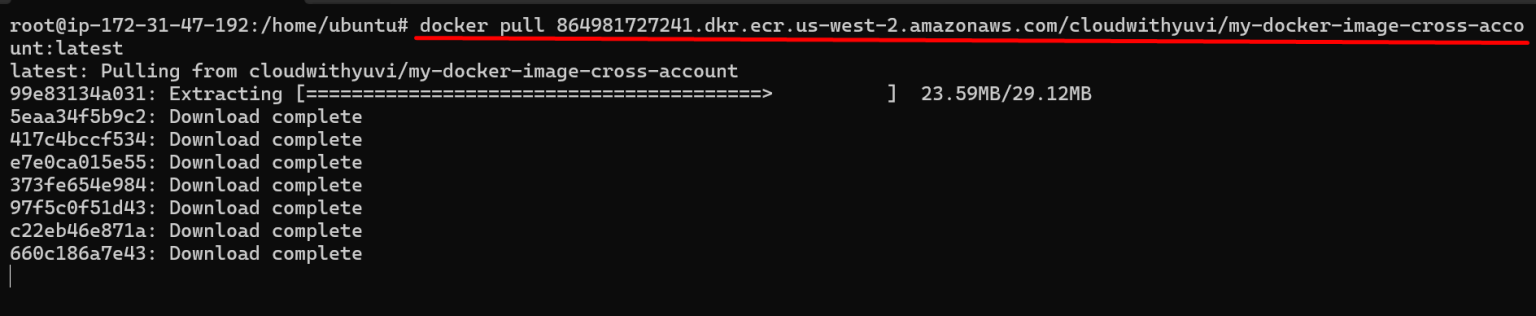 root@ip-172-31-47-192:/home/ubuntu# docker pull 864981727241.dkr.ecr.us-west-2.amazonaws.com/cloudwithyuvi/my-docker-image-cross-acco
unt:latest
latest: Pulling from cloudwithyuvi/my-docker-image-cross-account
99e83134a031: Extracting [========================================>          ]  23.59MB/29.12MB
5eaa34f5b9c2: Download complete
417c4bccf534: Download complete
e7e0ca015e55: Download complete
373fe654e984: Download complete
97f5c0f51d43: Download complete
c22eb46e871a: Download complete
660c186a7e43: Download complete